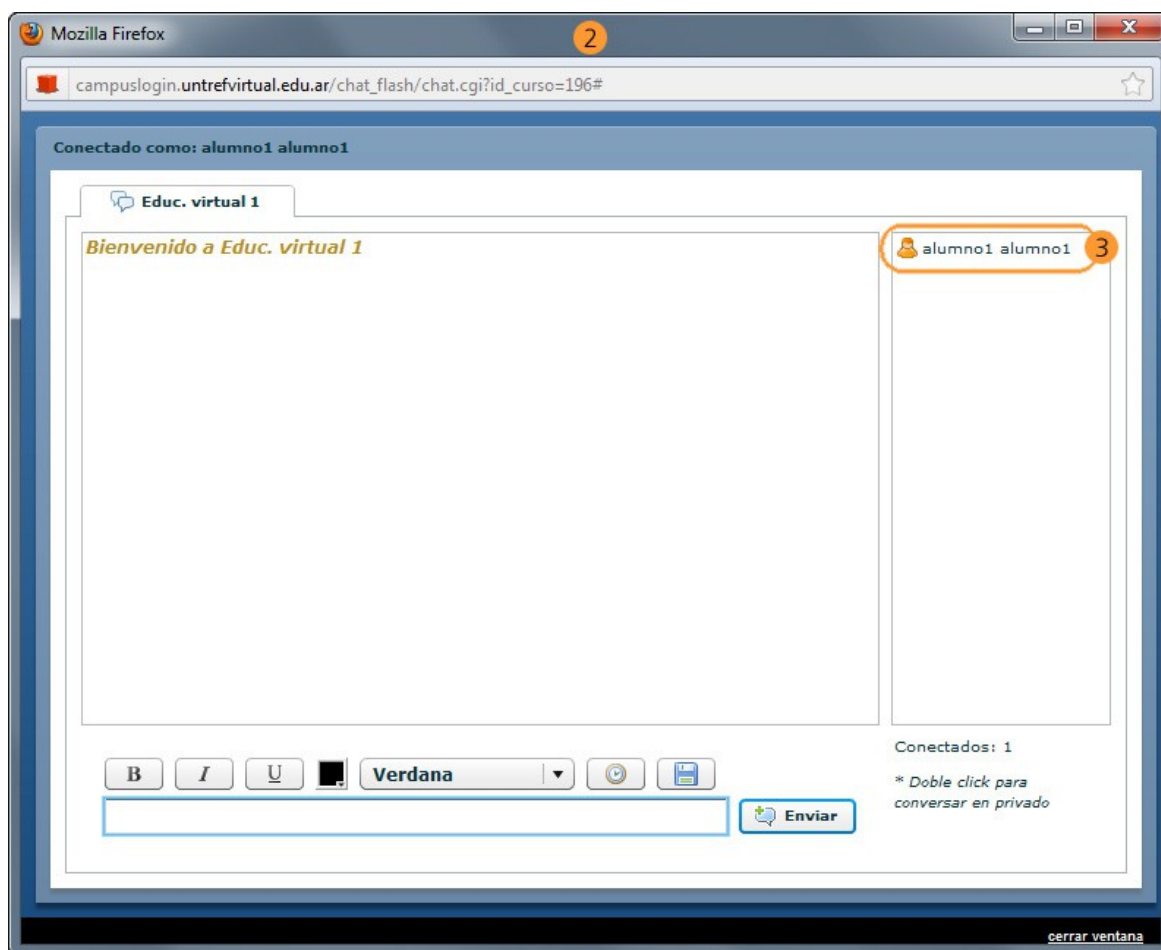 Mozilla Firefox
2
campuslogin.untrefvirtual.edu.ar/chat_flash/chat.cgi?id_curso=196#
Conectado como: alumno1 alumno1
Educ. virtual 1
Bienvenido a Educ. virtual 1
alumno1 alumno1
3
Conectados: 1
* Doble click para
conversar en privado
B I U Verdana
Enviar
cerrar ventana